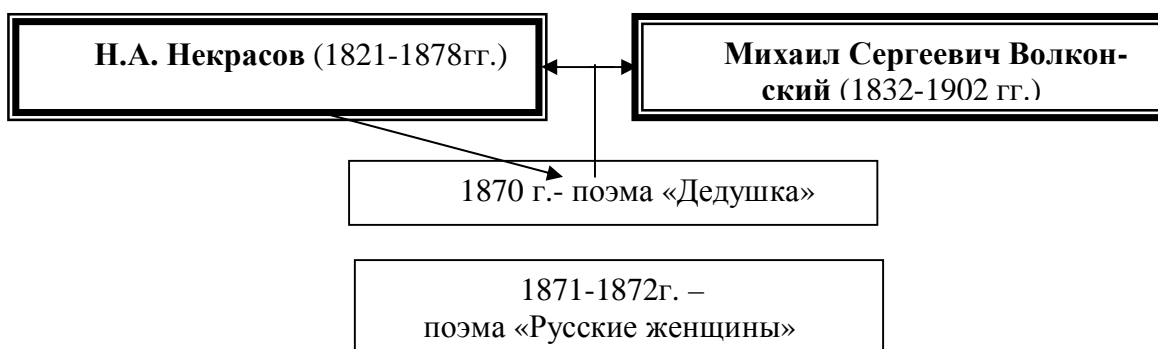 Н.А. Некрасов (1821-1878гг.)
Михаил Сергеевич Волкон-
ский (1832-1902 гг.)
1870 г.- поэма «Дедушка»
1871-1872г. –
поэма «Русские женщины»